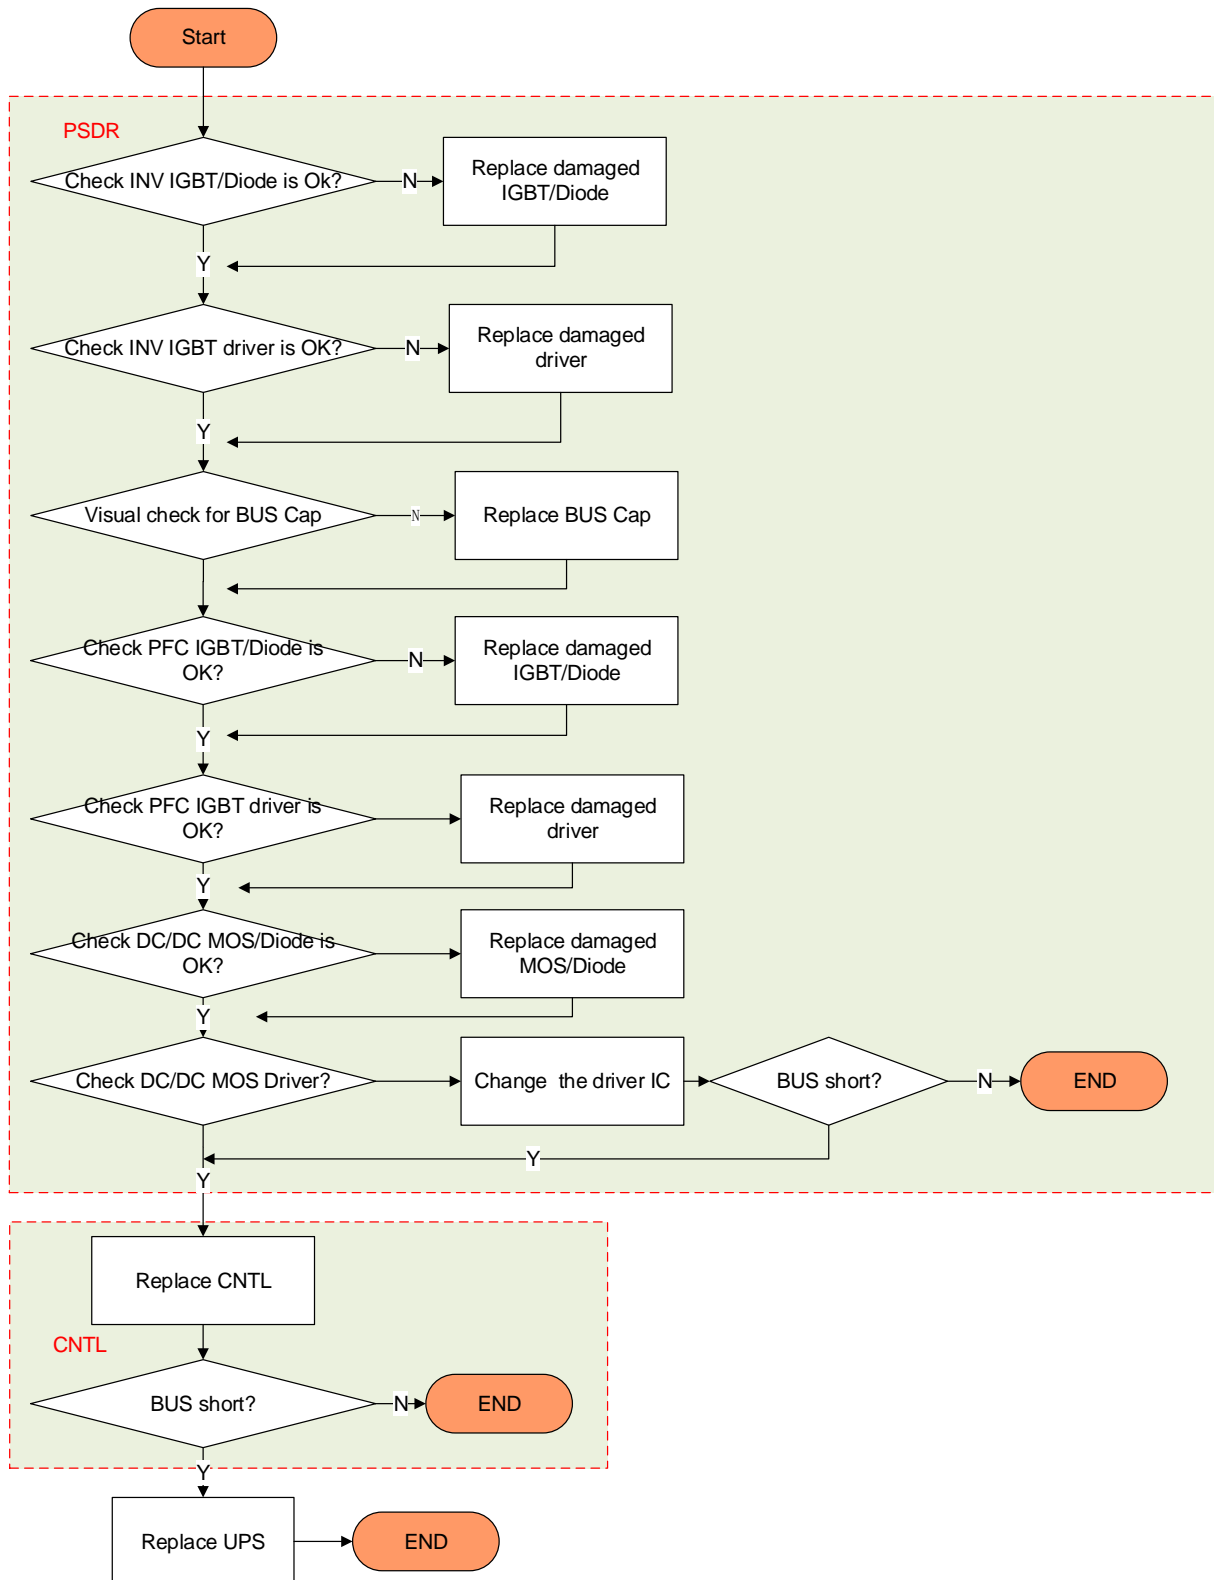 Start
PSDR
Check INV IGBT/Diode is Ok?
N
Replace damaged
IGBT/Diode
Y
Check INV IGBT driver is OK?
N
Replace damaged
driver
Y
Visual check for BUS Cap
N
Replace BUS Cap
Check PFC IGBT/Diode is
OK?
N
Replace damaged
IGBT/Diode
Y
Check PFC IGBT driver is
OK?
Replace damaged
driver
Y
Check DC/DC MOS/Diode is
OK?
Replace damaged
MOS/Diode
Y
Check DC/DC MOS Driver?
Change  the driver IC
BUS short?
N
END
Y
Y
Replace CNTL
CNTL
BUS short?
N
END
Y
Replace UPS
END